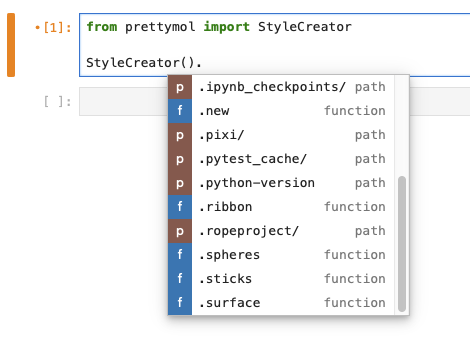 •[1]: from prettymol import StyleCreator
StyleCreator().
[ ]:
p .ipynb_checkpoints/ path
f .new function
p .pixi/ path
p .pytest_cache/ path
p .python-version path
f .ribbon function
p .ropeproject/ path
f .spheres function
f .sticks function
f .surface function